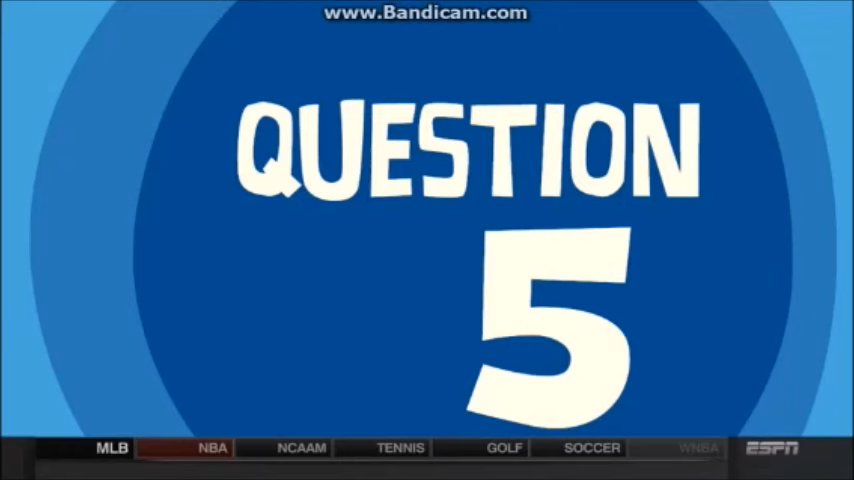 www.Bandicam.com
QUESTION
5
MLB NBA NCAAM TENNIS GOLF SOCCER WNBA ESPN